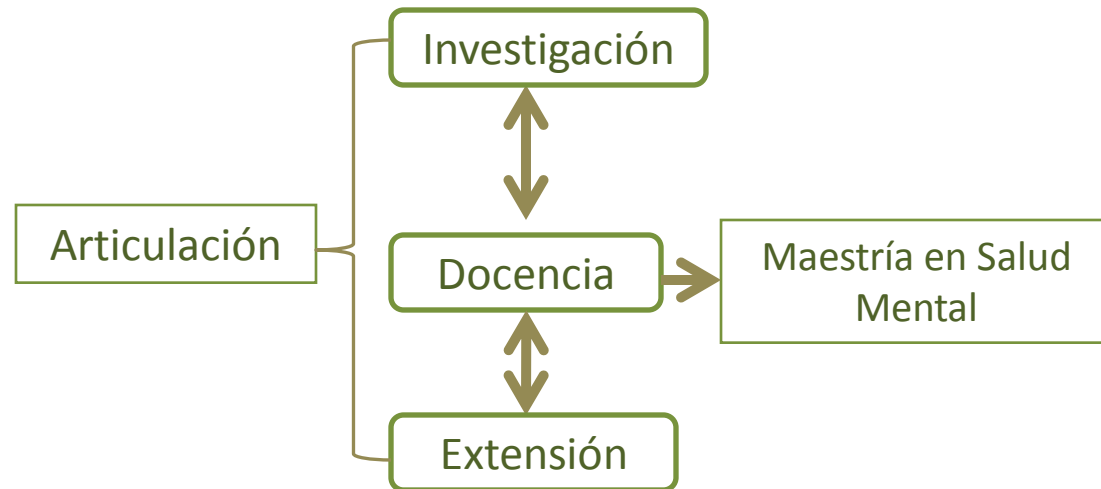 Investigación
Articulación
Docencia
Maestría en Salud
Mental
Extensión